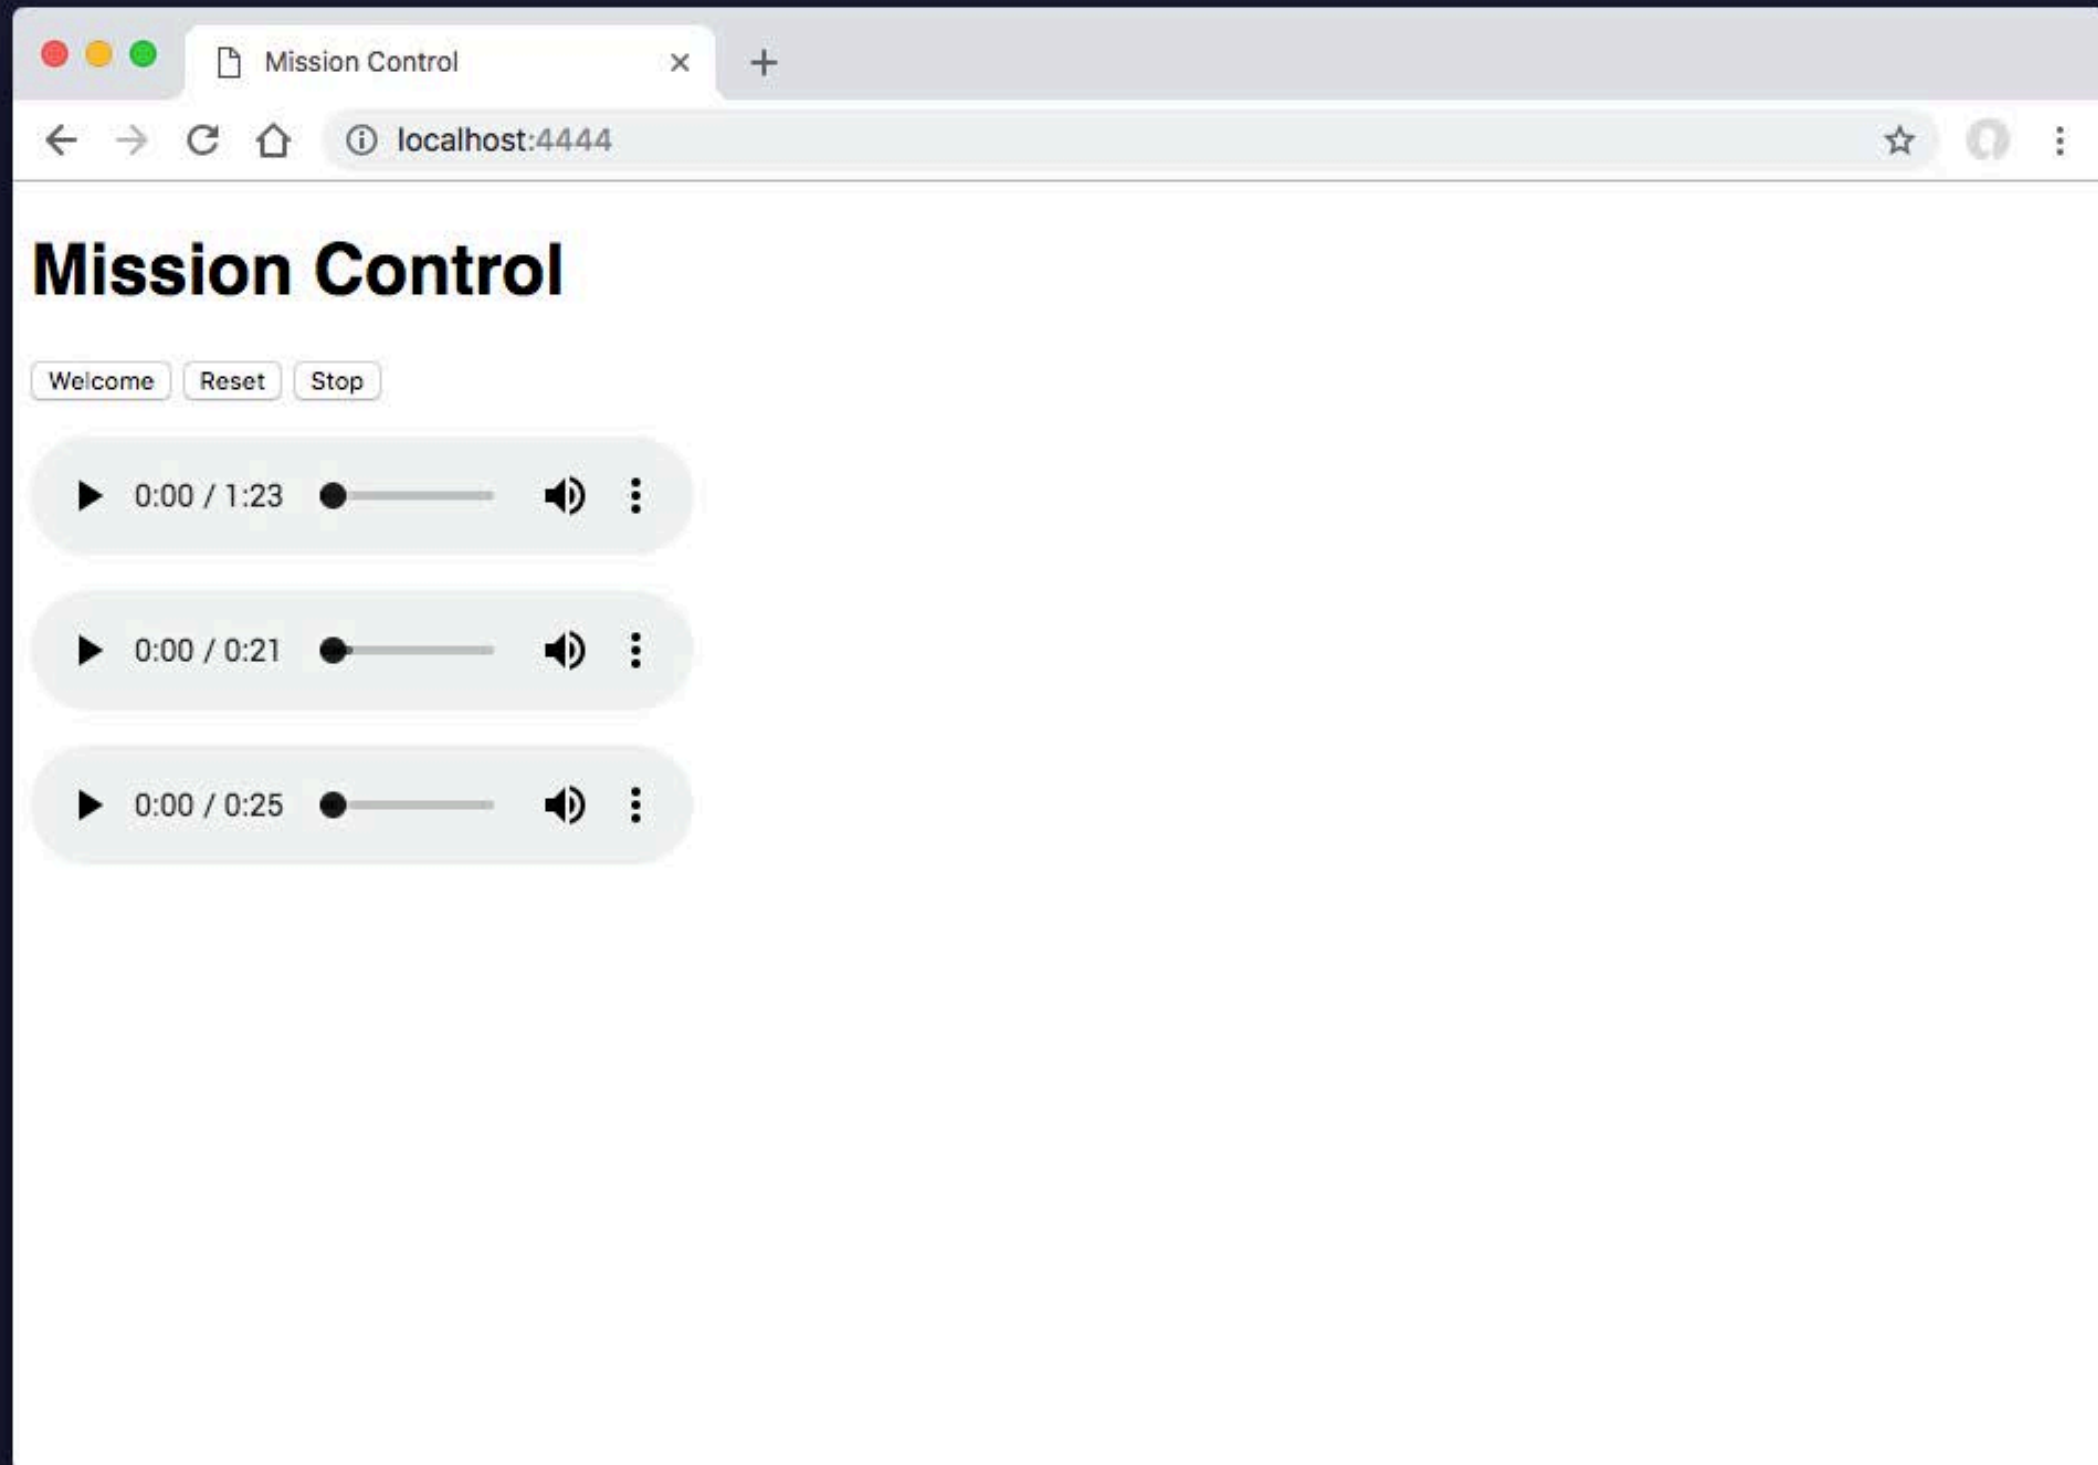 Mission Control
localhost:4444
Mission Control
Welcome Reset Stop
0:00 / 1:23
0:00 / 0:21
0:00 / 0:25